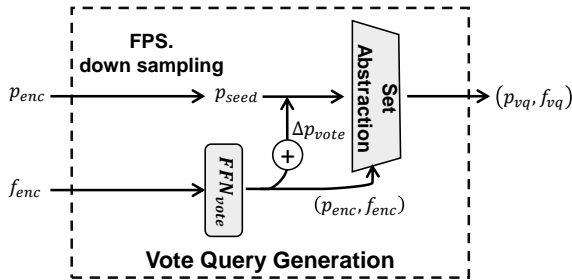 FPS.
down sampling
p_enc
p_seed
Δp_vote
Set
Abstraction
(p_vq, f_vq)
f_enc
FFN_vote
+
(p_enc, f_enc)
Vote Query Generation